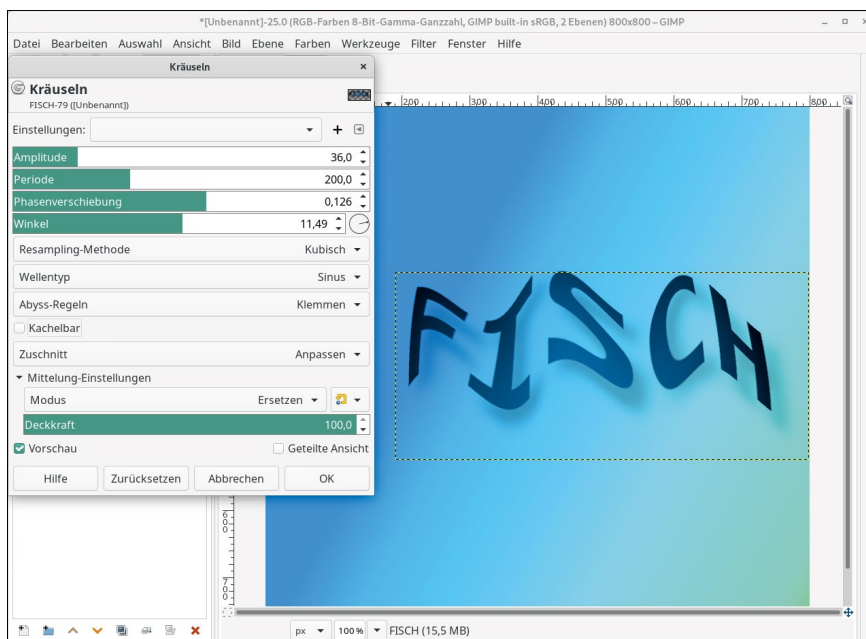 *[Unbenannt]-25.0 (RGB-Farben 8-Bit-Gamma-Ganzzahl, GIMP built-in sRGB, 2 Ebenen) 800x800 – GIMP
Datei Bearbeiten Auswahl Ansicht Bild Ebene Farben Werkzeuge Filter Fenster Hilfe
Kräuseln
Kräuseln
FISCH-79 ([Unbenannt])
Einstellungen:
Amplitude 36,0
Periode 200,0
Phasenverschiebung 0,126
Winkel 11,49
Resampling-Methode Kubisch
Wellentyp Sinus
Abyss-Regeln Klemmen
Kachelbar
Zuschnitt Anpassen
Mittelung-Einstellungen
Modus Ersetzen
Deckkraft 100,0
Vorschau Geteilte Ansicht
Hilfe Zurücksetzen Abbrechen OK
200 300 400 500 600 700 800
FISCH
600
700
px 100 % FISCH (15,5 MB)